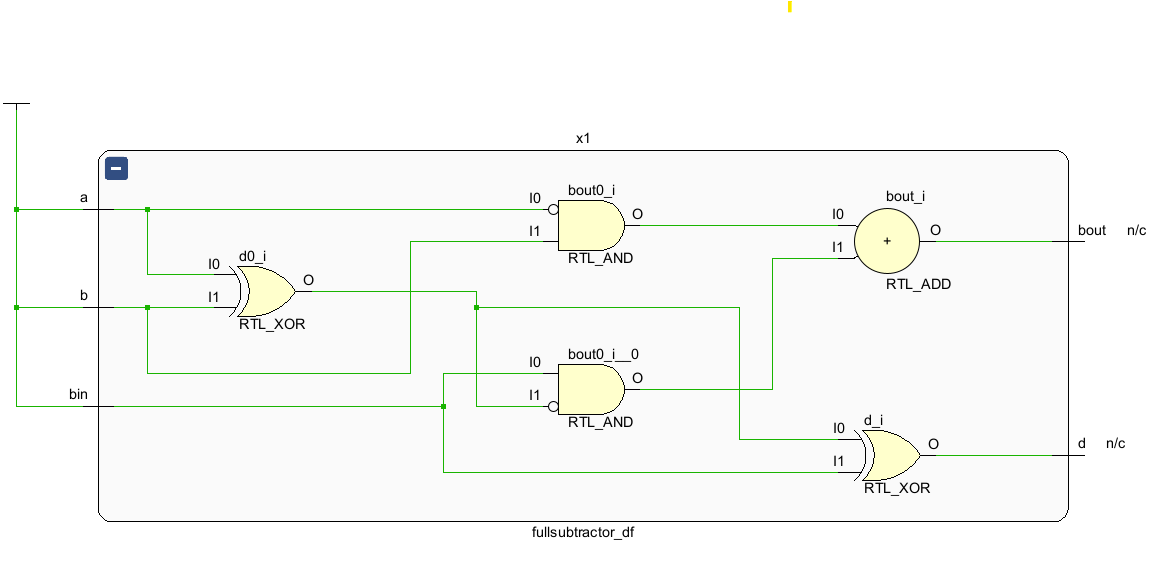 x1
a
b
bin
I0
I1
d0_i
O
RTL_XOR
I0
I1
bout0_i
O
RTL_AND
I0
I1
bout0_i__0
O
RTL_AND
I0
I1
bout_i
+
O
RTL_ADD
I0
I1
d_i
O
RTL_XOR
bout n/c
d n/c
fullsubtractor_df